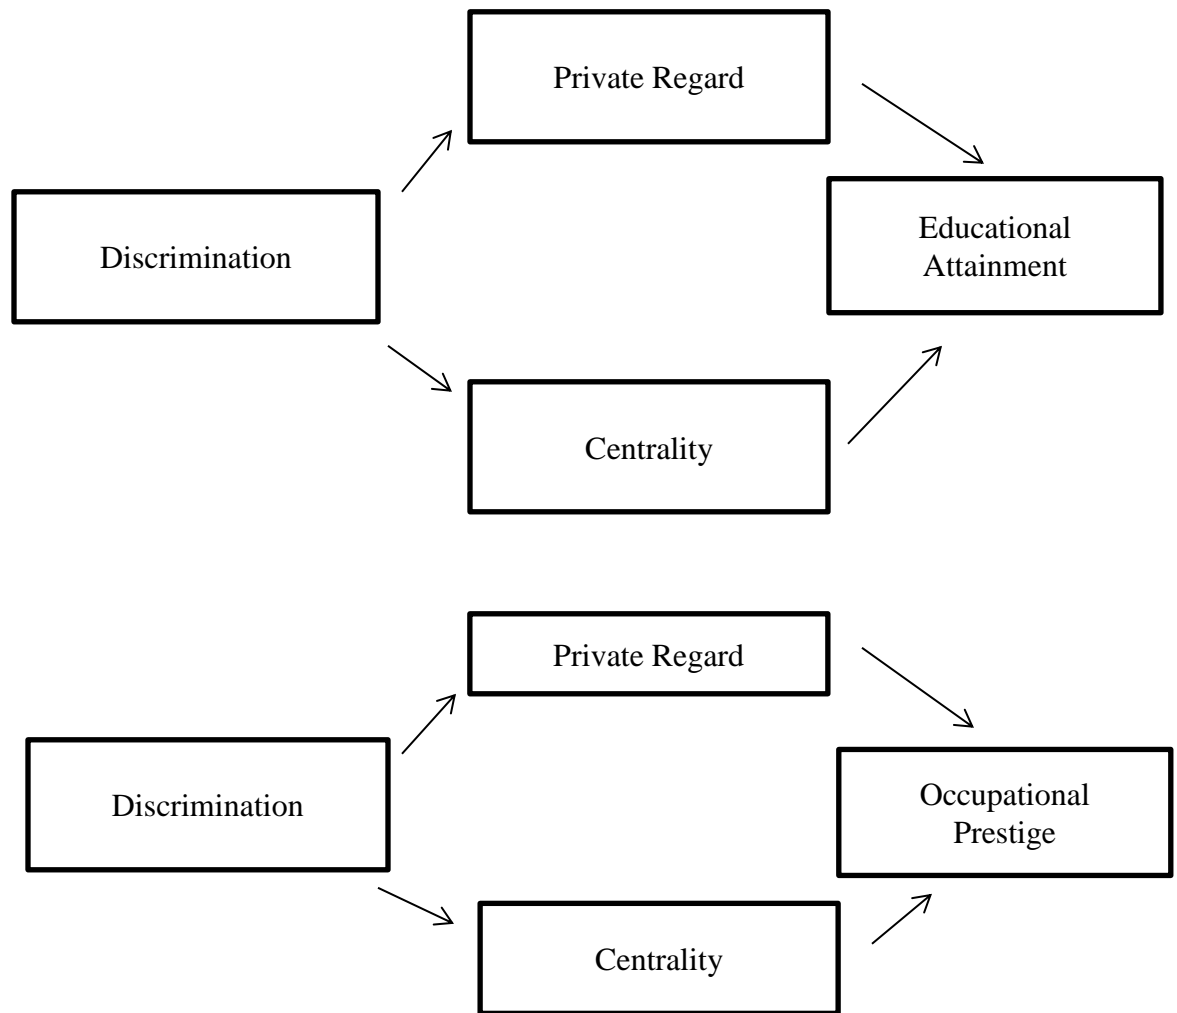 Private Regard
Discrimination
Educational
Attainment
Centrality
Private Regard
Discrimination
Occupational
Prestige
Centrality